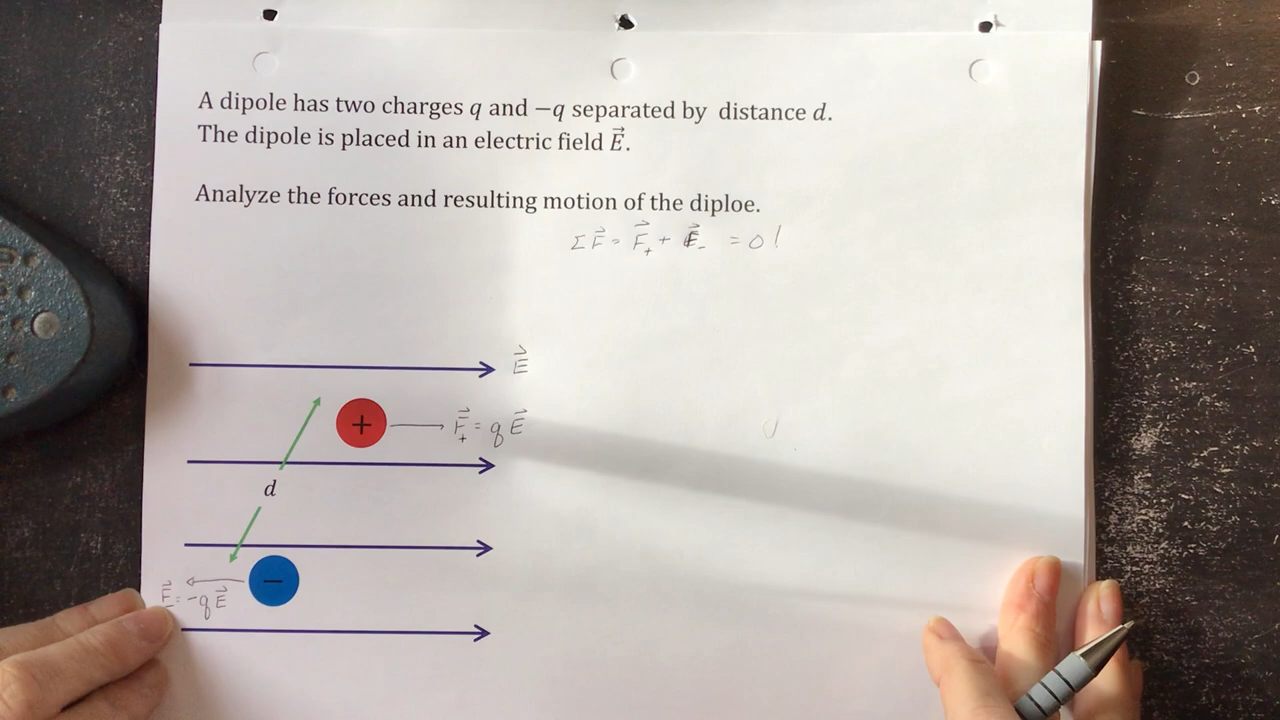 A dipole has two charges q and −q separated by distance d.
The dipole is placed in an electric field E⃗.
Analyze the forces and resulting motion of the diploe.
ΣF⃗ = F⃗₊ + F⃗₋ = 0!
E⃗
+ F⃗₊ = qE⃗
d
−
F⃗₋ = -qE⃗